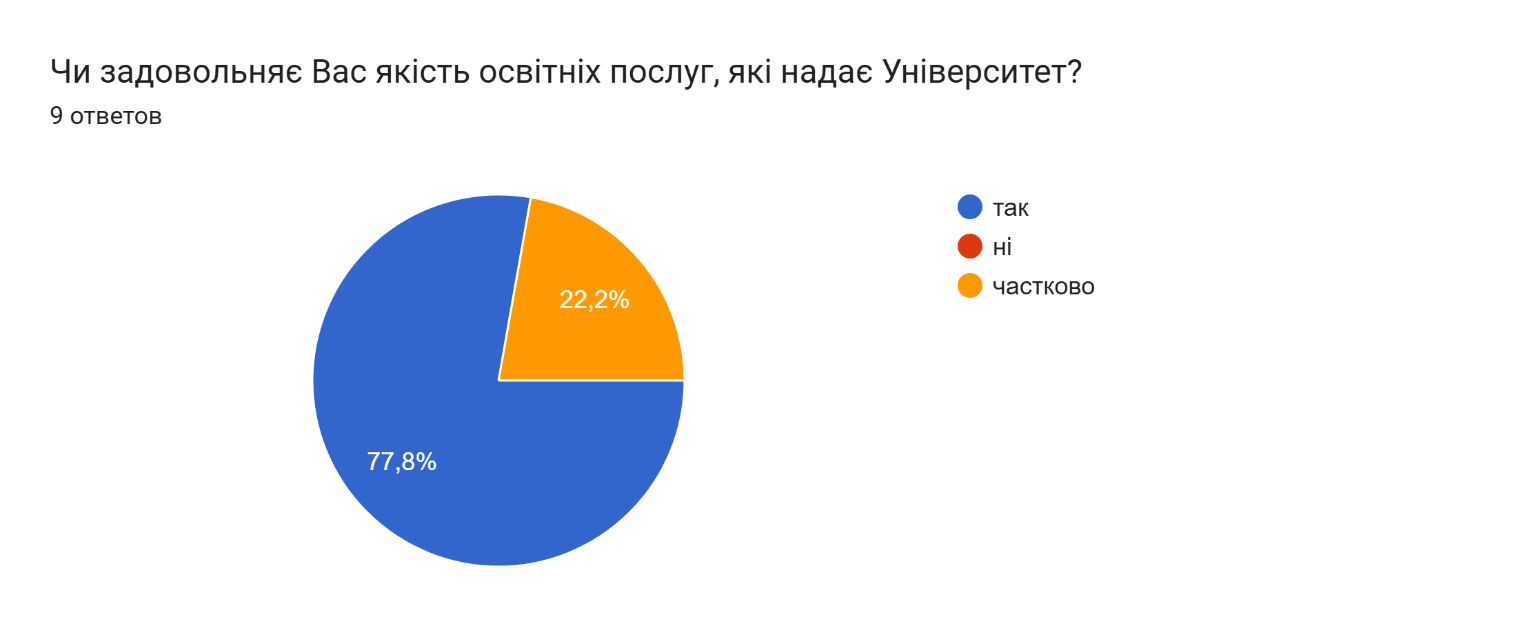 Чи задовольняє Вас якість освітніх послуг, які надає Університет?
9 ответов
так
ні
частково
22,2%
77,8%